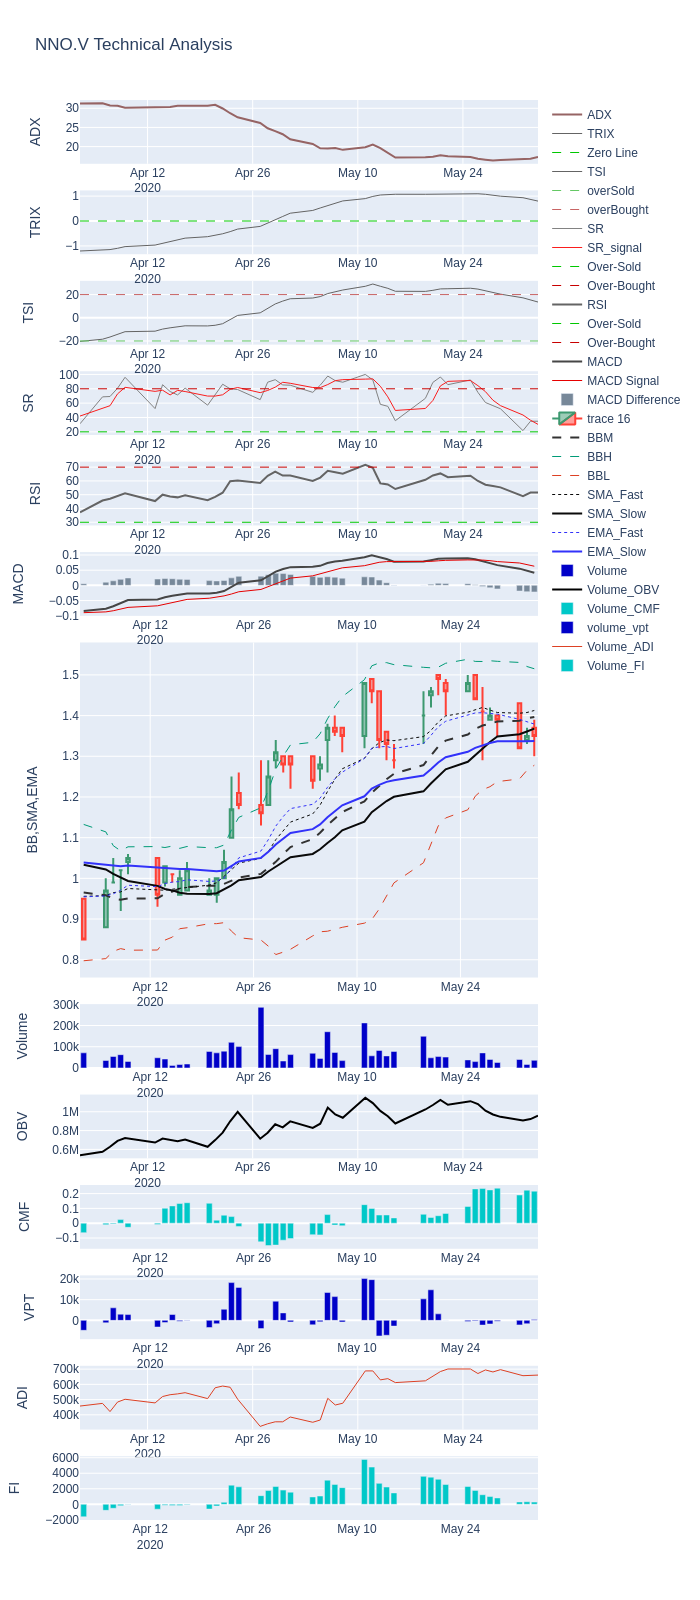 NNO.V Technical Analysis
ADX
30
25
20
Apr 12
2020
Apr 26
May 10
May 24
TRIX
1
0
−1
Apr 12
2020
Apr 26
May 10
May 24
TSI
20
0
−20
Apr 12
2020
Apr 26
May 10
May 24
SR
100
80
60
40
20
Apr 12
2020
Apr 26
May 10
May 24
RSI
70
60
50
40
30
Apr 12
2020
Apr 26
May 10
May 24
MACD
0.1
0.05
0
−0.05
−0.1
Apr 12
2020
Apr 26
May 10
May 24
BB,SMA,EMA
1.5
1.4
1.3
1.2
1.1
1
0.9
0.8
Apr 12
2020
Apr 26
May 10
May 24
Volume
300k
200k
100k
0
Apr 12
2020
Apr 26
May 10
May 24
OBV
1M
0.8M
0.6M
Apr 12
2020
Apr 26
May 10
May 24
CMF
0.2
0.1
0
−0.1
Apr 12
2020
Apr 26
May 10
May 24
VPT
20k
10k
0
Apr 12
2020
Apr 26
May 10
May 24
ADI
700k
600k
500k
400k
Apr 12
2020
Apr 26
May 10
May 24
FI
6000
4000
2000
0
−2000
Apr 12
2020
Apr 26
May 10
May 24
ADX
TRIX
Zero Line
TSI
overSold
overBought
SR
SR_signal
Over-Sold
Over-Bought
RSI
Over-Sold
Over-Bought
MACD
MACD Signal
MACD Difference
trace 16
BBM
BBH
BBL
SMA_Fast
SMA_Slow
EMA_Fast
EMA_Slow
Volume
Volume_OBV
Volume_CMF
volume_vpt
Volume_ADI
Volume_FI